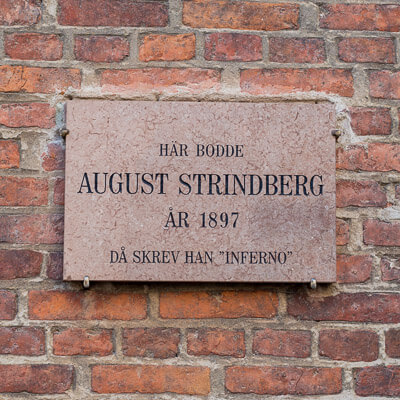 HÄR BODDE
AUGUST STRINDBERG
ÅR 1897
DÅ SKREV HAN "INFERNO"